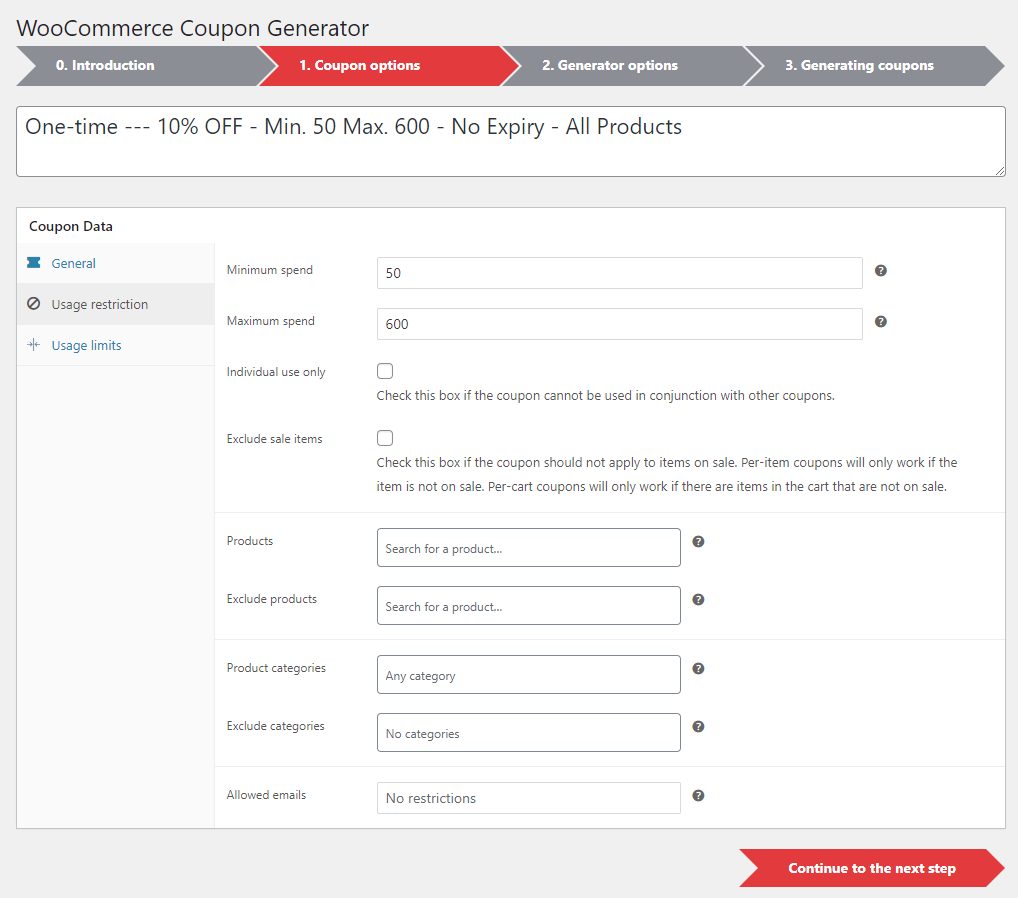 WooCommerce Coupon Generator
0. Introduction
1. Coupon options
2. Generator options
3. Generating coupons
One-time --- 10% OFF - Min. 50 Max. 600 - No Expiry - All Products
Coupon Data
General
Usage restriction
Usage limits
Minimum spend
50
Maximum spend
600
Individual use only
Check this box if the coupon cannot be used in conjunction with other coupons.
Exclude sale items
Check this box if the coupon should not apply to items on sale. Per-item coupons will only work if the
item is not on sale. Per-cart coupons will only work if there are items in the cart that are not on sale.
Products
Search for a product...
Exclude products
Search for a product...
Product categories
Any category
Exclude categories
No categories
Allowed emails
No restrictions
Continue to the next step